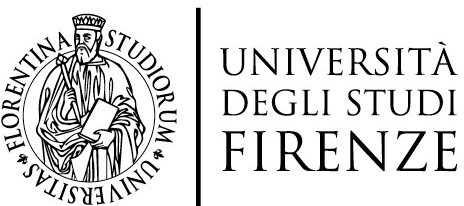 FLORENTINA STUDIORUM UNIVERSITAS
UNIVERSITÀ
DEGLI STUDI
FIRENZE